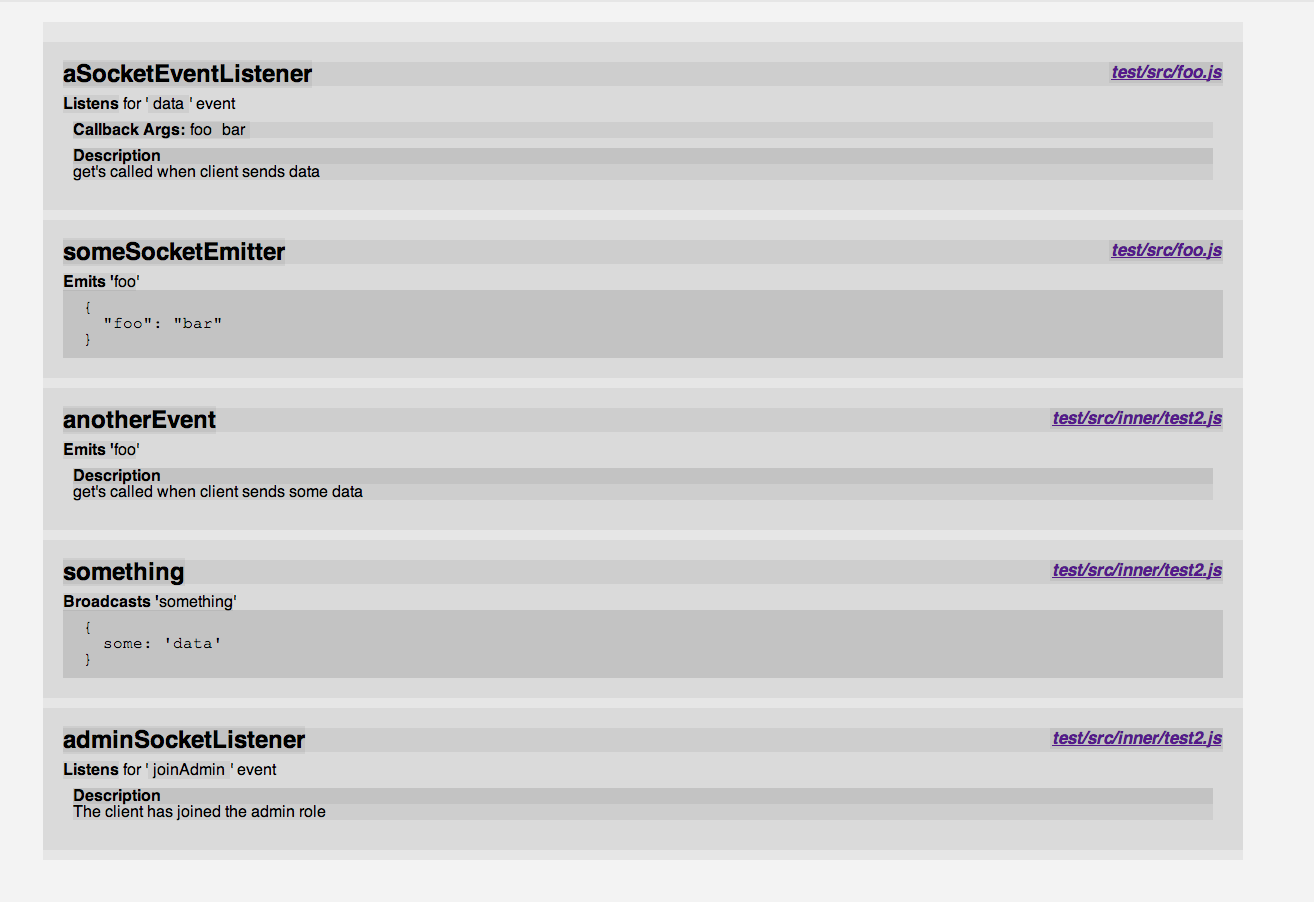 aSocketEventListener test/src/foo.js
Listens for ' data ' event
Callback Args: foo bar
Description
get's called when client sends data
someSocketEmitter test/src/foo.js
Emits 'foo'
{
"foo": "bar"
}
anotherEvent test/src/inner/test2.js
Emits 'foo'
Description
get's called when client sends some data
something test/src/inner/test2.js
Broadcasts 'something'
{
some: 'data'
}
adminSocketListener test/src/inner/test2.js
Listens for ' joinAdmin ' event
Description
The client has joined the admin role